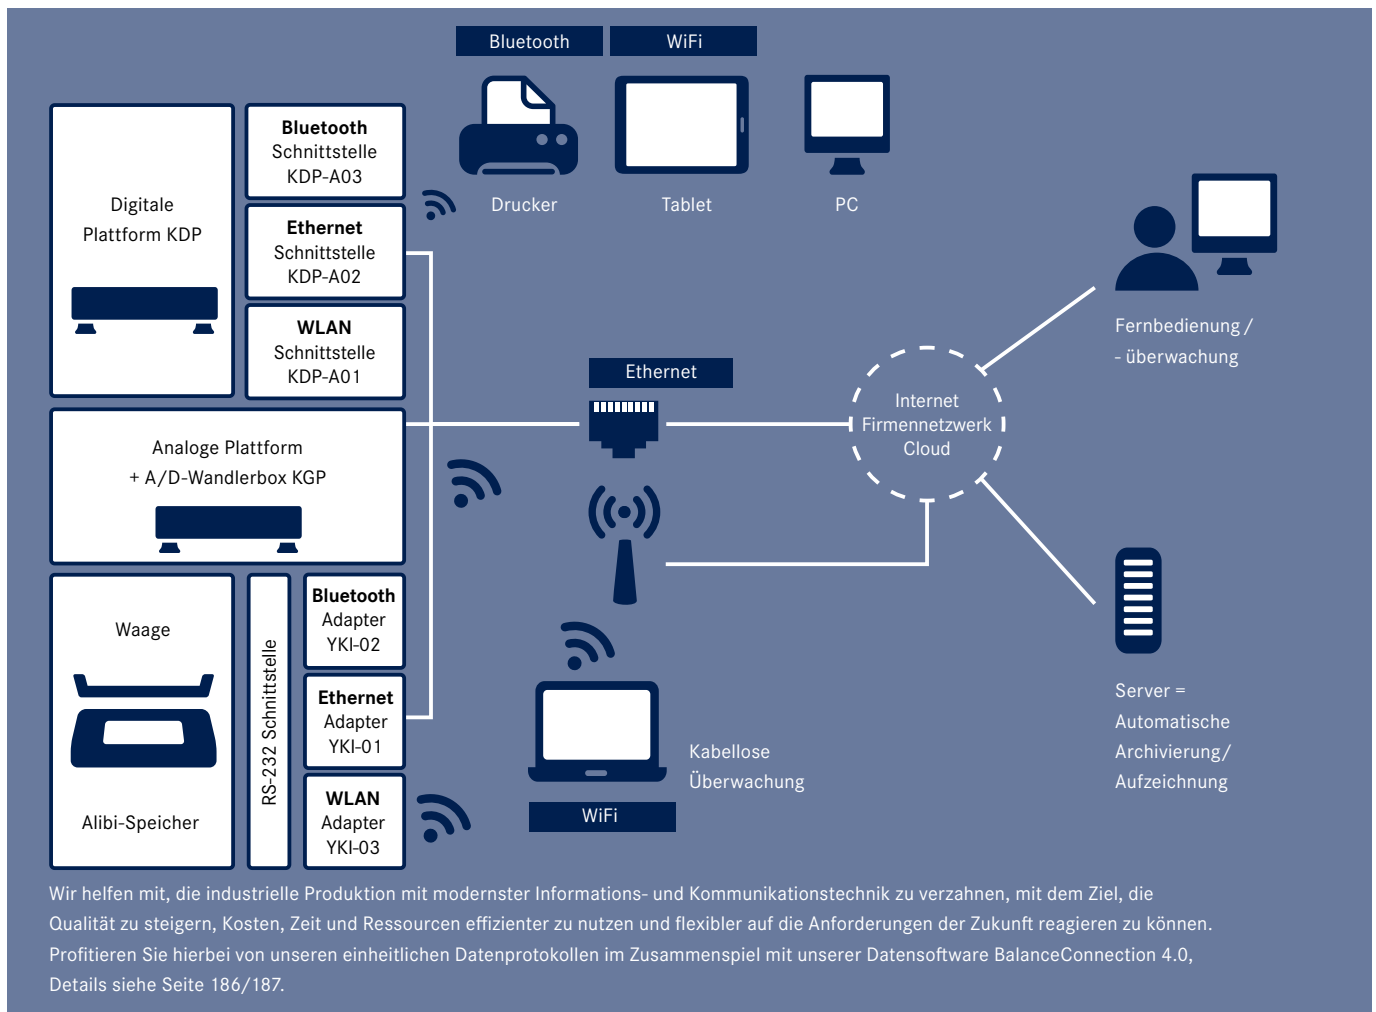 Bluetooth
WiFi
Drucker
Tablet
PC
Digitale
Plattform KDP
Bluetooth
Schnittstelle
KDP-A03
Ethernet
Schnittstelle
KDP-A02
WLAN
Schnittstelle
KDP-A01
Analoge Plattform
+ A/D-Wandlerbox KGP
Waage
Alibi-Speicher
RS-232 Schnittstelle
Bluetooth
Adapter
YKI-02
Ethernet
Adapter
YKI-01
WLAN
Adapter
YKI-03
Ethernet
Internet
Firmennetzwerk
Cloud
Fernbedienung /
- überwachung
Kabellose
Überwachung
WiFi
Server =
Automatische
Archivierung/
Aufzeichnung
Wir helfen mit, die industrielle Produktion mit modernster Informations- und Kommunikationstechnik zu verzahnen, mit dem Ziel, die
Qualität zu steigern, Kosten, Zeit und Ressourcen effizienter zu nutzen und flexibler auf die Anforderungen der Zukunft reagieren zu können.
Profitieren Sie hierbei von unseren einheitlichen Datenprotokollen im Zusammenspiel mit unserer Datensoftware BalanceConnection 4.0,
Details siehe Seite 186/187.